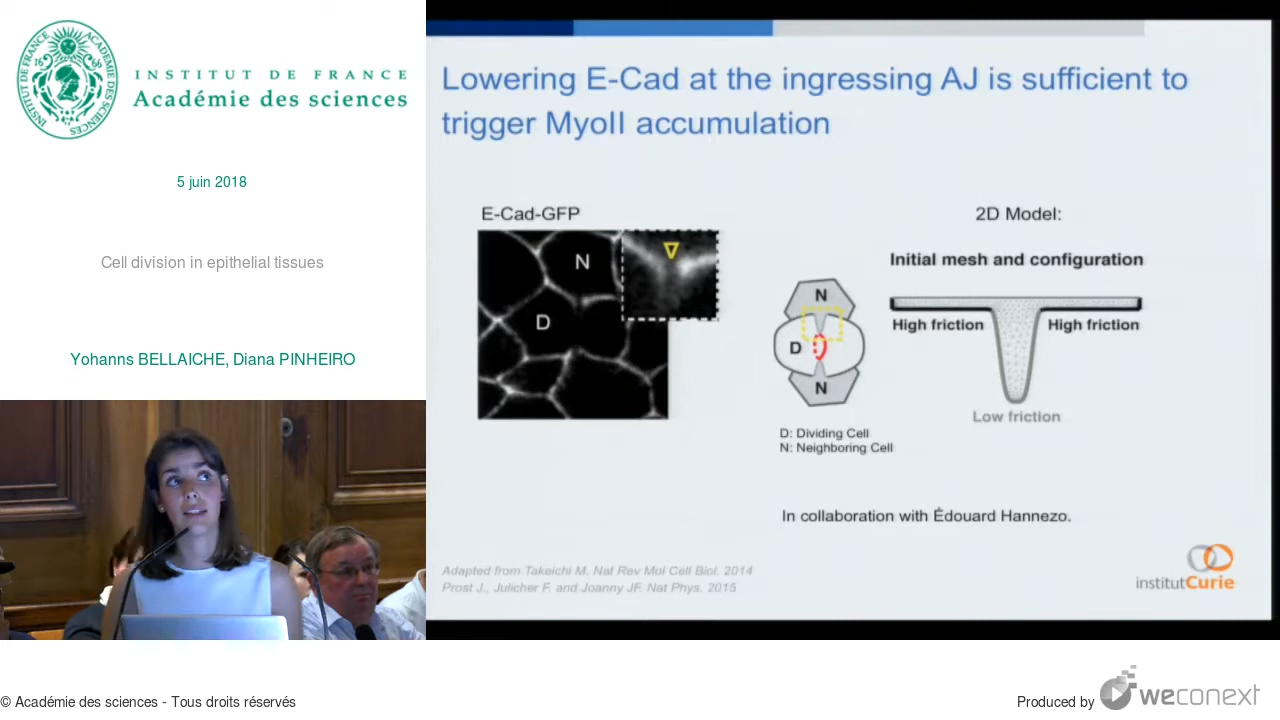 INSTITUT DE FRANCE
Académie des sciences
5 juin 2018
Cell division in epithelial tissues
Yohanns BELLAICHE, Diana PINHEIRO
Lowering E-Cad at the ingressing AJ is sufficient to
trigger MyoII accumulation
E-Cad-GFP
N
D
N
D
N
D: Dividing Cell
N: Neighboring Cell
2D Model:
Initial mesh and configuration
High friction
High friction
Low friction
In collaboration with Édouard Hannezo.
Adapted from Takeichi M. Nat Rev Mol Cell Biol. 2014
Prost J., Julicher F. and Joanny JF. Nat Phys. 2015
institutCurie
© Académie des sciences - Tous droits réservés
Produced by weconext